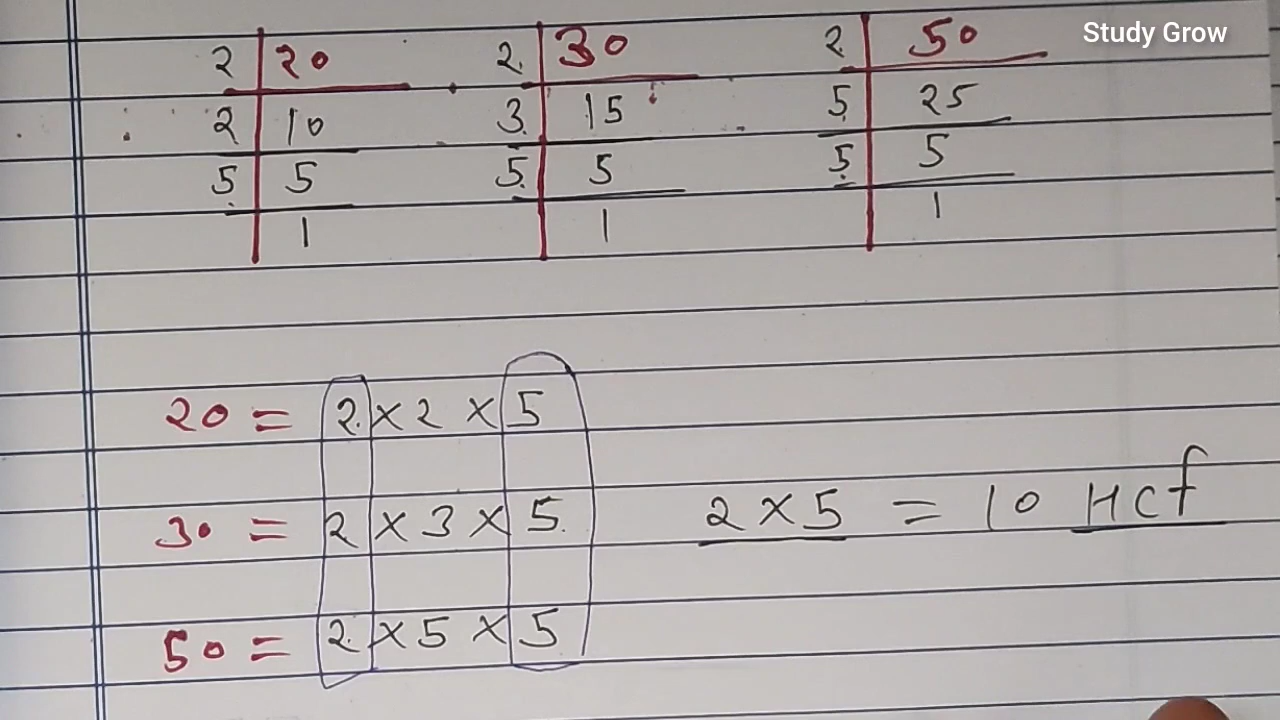 Study Grow
2 20 2. 30 2. 50
2 10 3. 15 5. 25
5. 5 5. 5 5. 5
1 1 1
20 = 2. × 2 × 5
30 = 2 × 3 × 5. 2 × 5 = 10 HCf
50 = 2. × 5 × 5